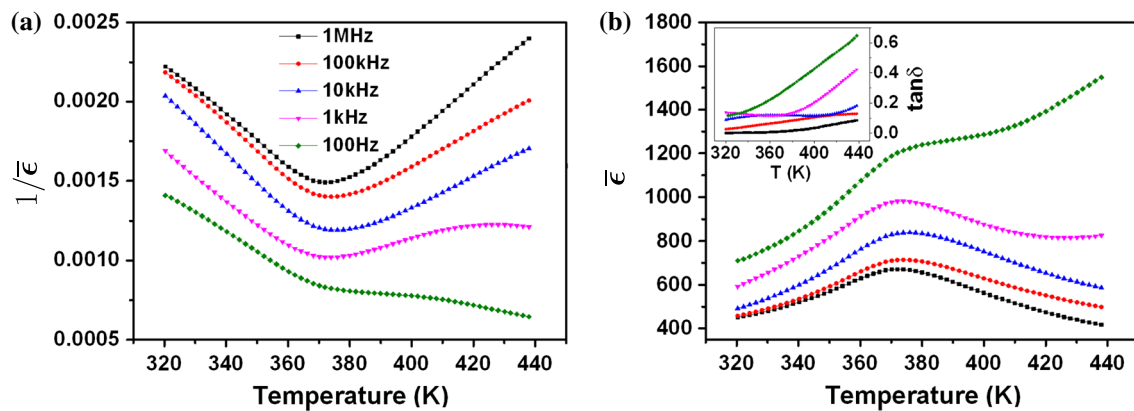 (a)
1/ε̅
0.0025
0.0020
0.0015
0.0010
0.0005
1MHz
100kHz
10kHz
1kHz
100Hz
320 340 360 380 400 420 440
Temperature (K)
(b)
ε̅
1800
1600
1400
1200
1000
800
600
400
0.6
0.4
0.2
0.0
tanδ
320 360 400 440
T (K)
320 340 360 380 400 420 440
Temperature (K)